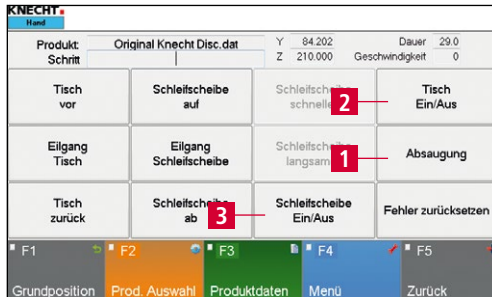 KNECHT
Hand
Produkt: Original Knecht Disc.dat Y 84.202 Dauer 29.0
Schritt Z 210.000 Geschwindigkeit 0
Tisch vor
Schleifscheibe auf
Schleifscheibe schnelle
2
Tisch Ein/Aus
Eilgang Tisch
Eilgang Schleifscheibe
Schleifscheibe langsam
1
Absaugung
Tisch zurück
Schleifscheibe ab
3
Schleifscheibe Ein/Aus
Fehler zurücksetzen
F1 F2 F3 F4 F5
Grundposition Prod. Auswahl Produktdaten Menü Zurück